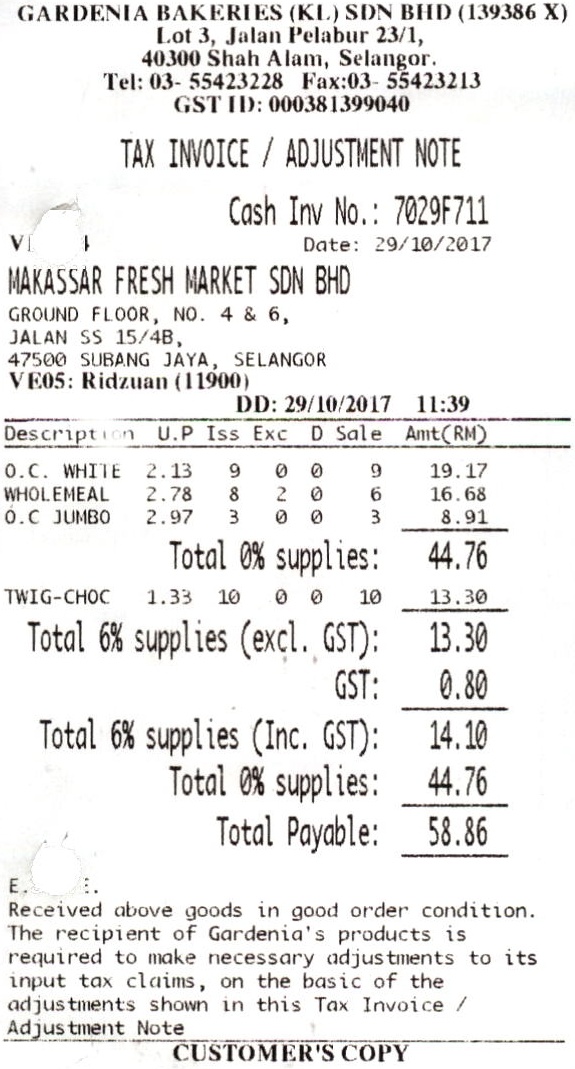 GARDENIA BAKERIES (KL) SDN BHD (139386 X)
Lot 3, Jalan Pelabur 23/1,
40300 Shah Alam, Selangor.
Tel: 03- 55423228 Fax:03- 55423213
GST ID: 000381399040
TAX INVOICE / ADJUSTMENT NOTE
Cash Inv No.: 7029F711
Date: 29/10/2017
MAKASSAR FRESH MARKET SDN BHD
GROUND FLOOR, NO. 4 & 6,
JALAN SS 15/4B,
47500 SUBANG JAYA, SELANGOR
VE05: Ridzuan (11900)
DD: 29/10/2017 11:39
Description U.P Iss Exc D Sale Amt(RM)
O.C. WHITE 2.13 9 0 0 9 19.17
WHOLEMEAL 2.78 8 2 0 6 16.68
O.C JUMBO 2.97 3 0 0 3 8.91
Total 0% supplies: 44.76
TWIG-CHOC 1.33 10 0 0 10 13.30
Total 6% supplies (excl. GST): 13.30
GST: 0.80
Total 6% supplies (Inc. GST): 14.10
Total 0% supplies: 44.76
Total Payable: 58.86
Received above goods in good order condition.
The recipient of Gardenia's products is
required to make necessary adjustments to its
input tax claims, on the basic of the
adjustments shown in this Tax Invoice /
Adjustment Note
CUSTOMER'S COPY